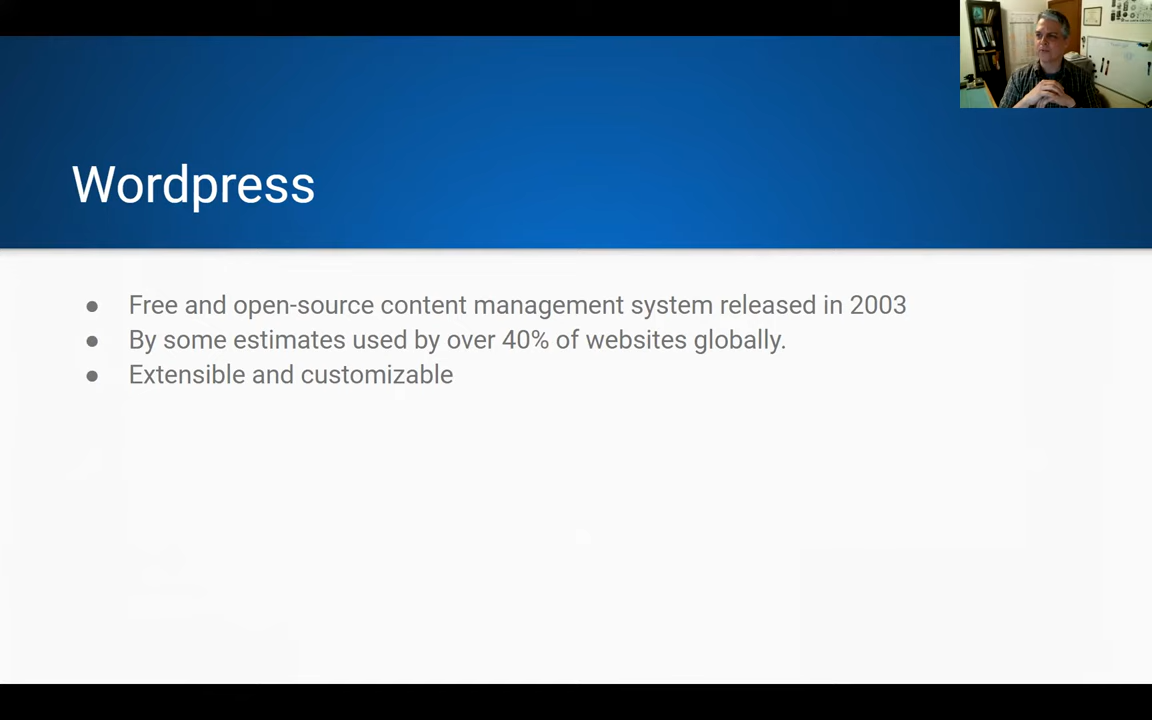 Wordpress
● Free and open-source content management system released in 2003
● By some estimates used by over 40% of websites globally.
● Extensible and customizable